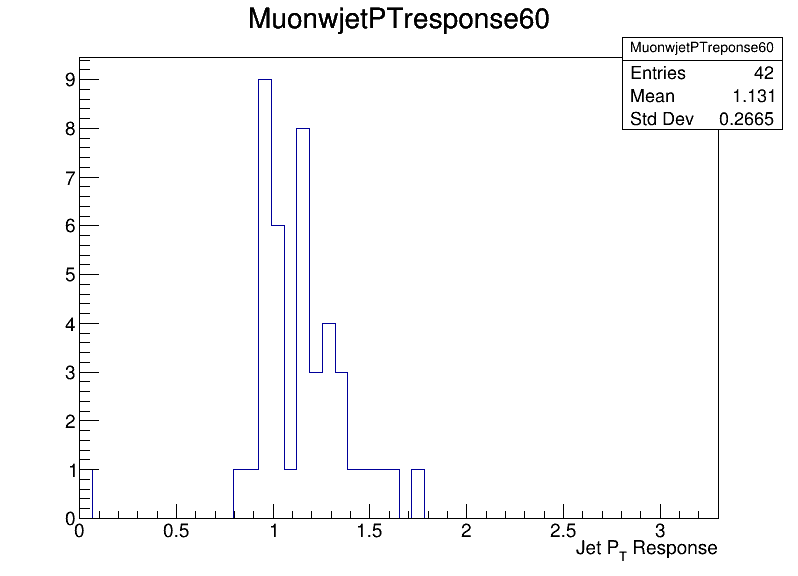 MuonwjetPTresponse60
MuonwjetPTreponse60
Entries 42
Mean 1.131
Std Dev 0.2665
9
8
7
6
5
4
3
2
1
0
0 0.5 1 1.5 2 2.5 3
Jet PT Response